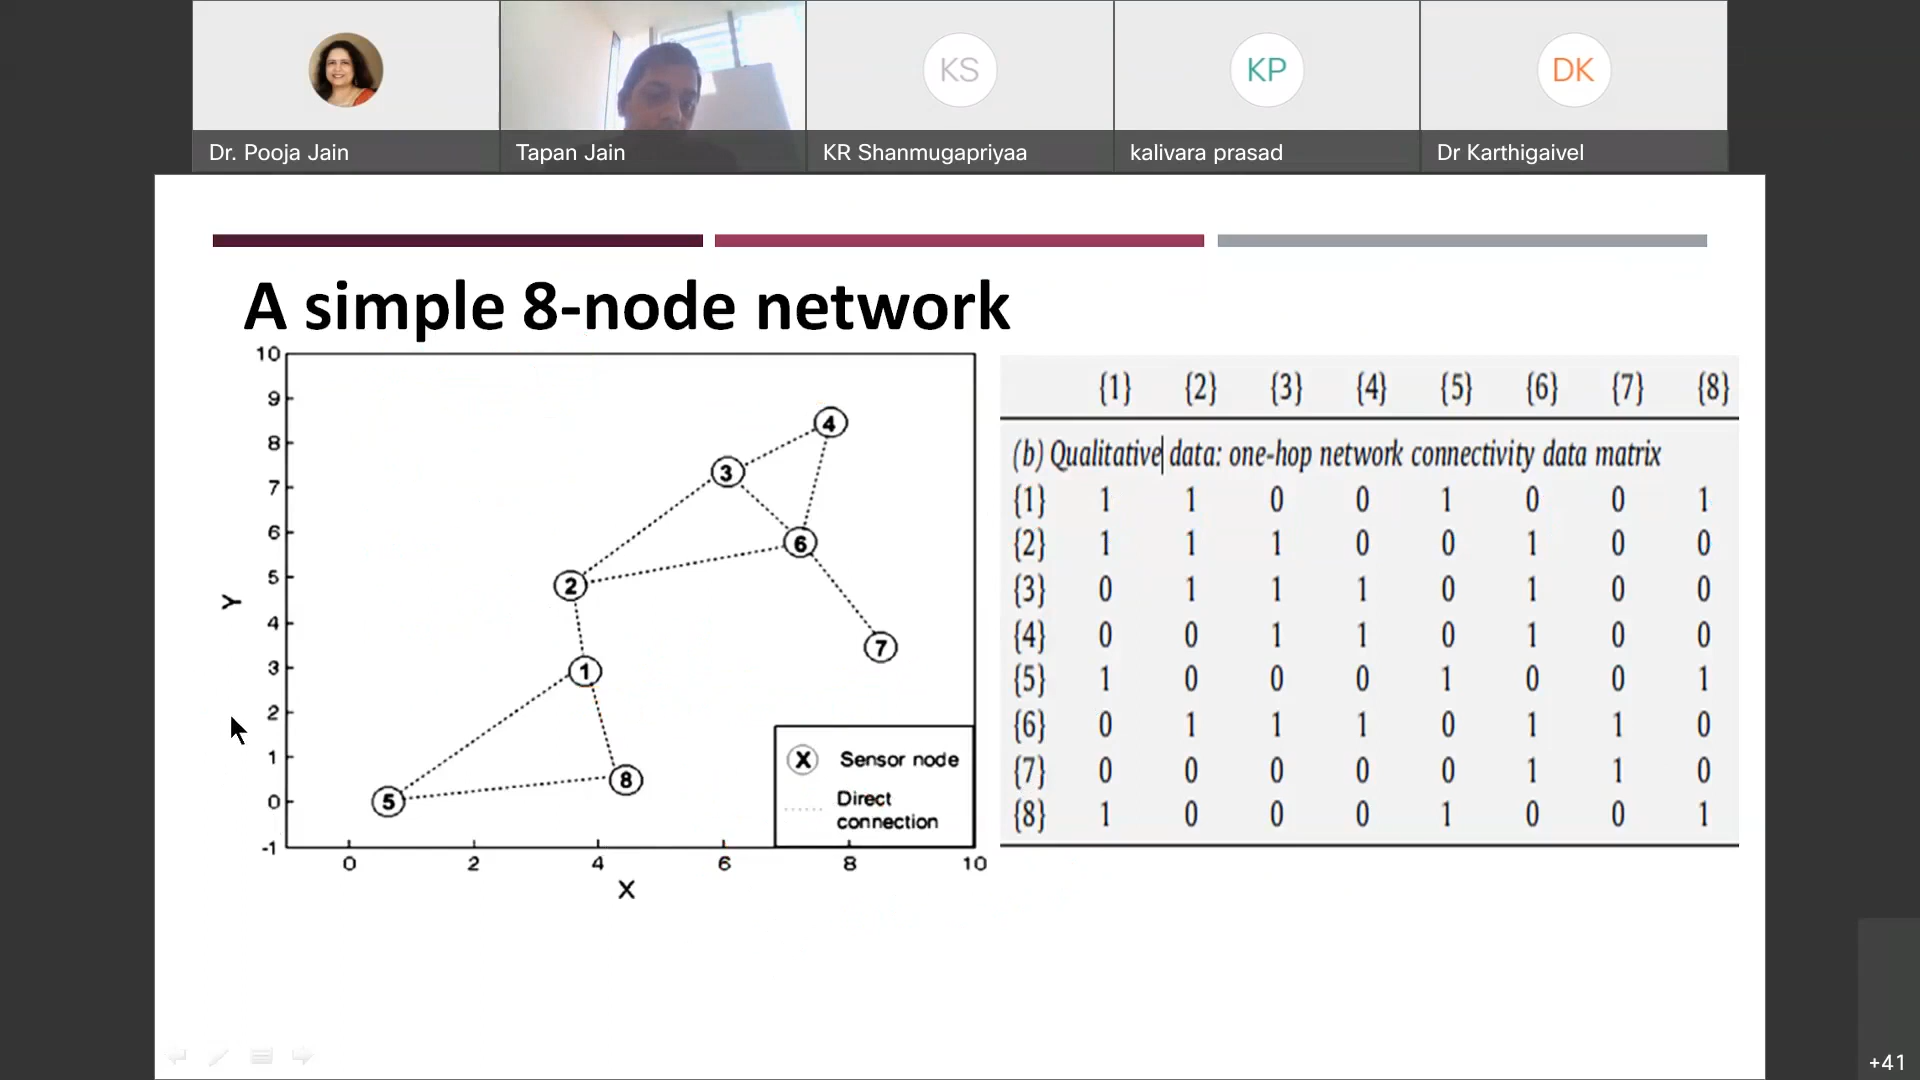 KS
KP
DK
Dr. Pooja Jain
Tapan Jain
KR Shanmugapriyaa
kalivara prasad
Dr Karthigaivel
A simple 8-node network
10
9
8
7
6
5
4
3
2
1
0
-1
Y
4
3
6
2
7
1
8
5
X Sensor node
Direct
connection
0 2 4 6 8 10
X
{1} {2} {3} {4} {5} {6} {7} {8}
(b) Qualitative data: one-hop network connectivity data matrix
{1} 1 1 0 0 1 0 0 1
{2} 1 1 1 0 0 1 0 0
{3} 0 1 1 1 0 1 0 0
{4} 0 0 1 1 0 1 0 0
{5} 1 0 0 0 1 0 0 1
{6} 0 1 1 1 0 1 1 0
{7} 0 0 0 0 0 1 1 0
{8} 1 0 0 0 1 0 0 1
+41